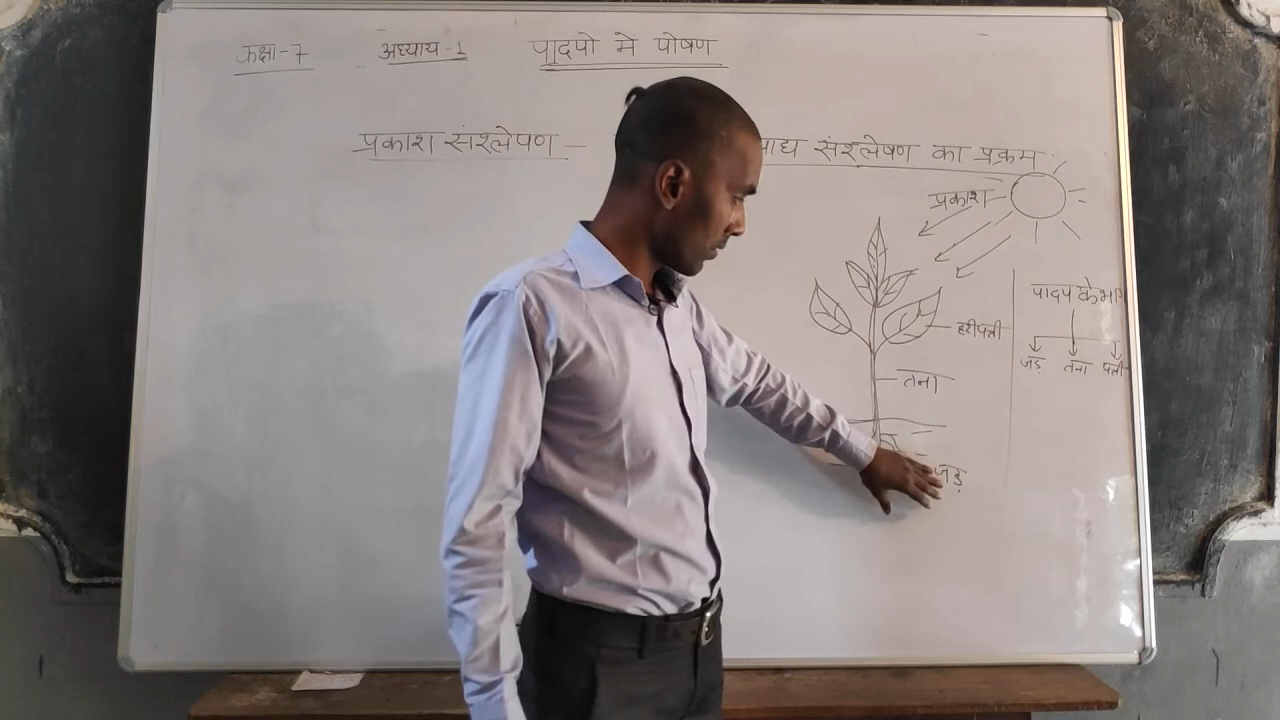 कक्षा-7 अध्याय-1 पादपो मे पोषण
प्रकाश संश्लेषण – खाद्य संश्लेषण का प्रक्रम
प्रकाश
पादप के भाग
हरी पत्ती
जड़ तना पत्ती
तना
जड़